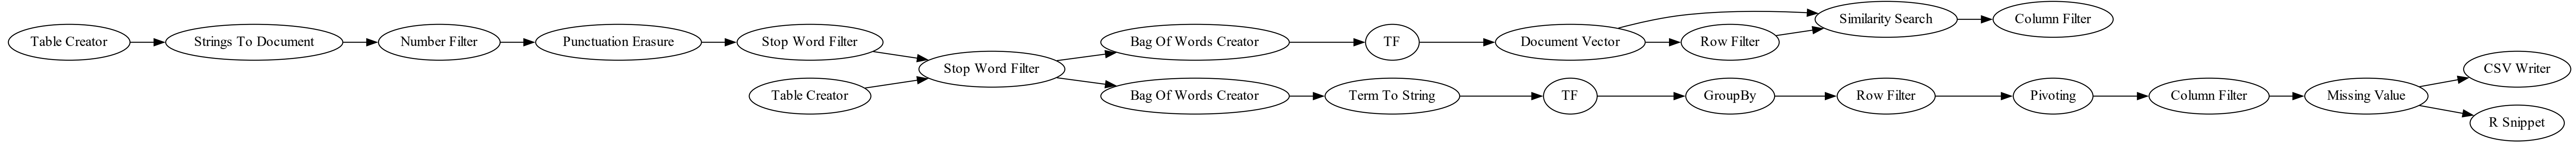 Table Creator
Strings To Document
Number Filter
Punctuation Erasure
Stop Word Filter
Table Creator
Stop Word Filter
Bag Of Words Creator
TF
Document Vector
Row Filter
Similarity Search
Column Filter
Bag Of Words Creator
Term To String
TF
GroupBy
Row Filter
Pivoting
Column Filter
Missing Value
CSV Writer
R Snippet